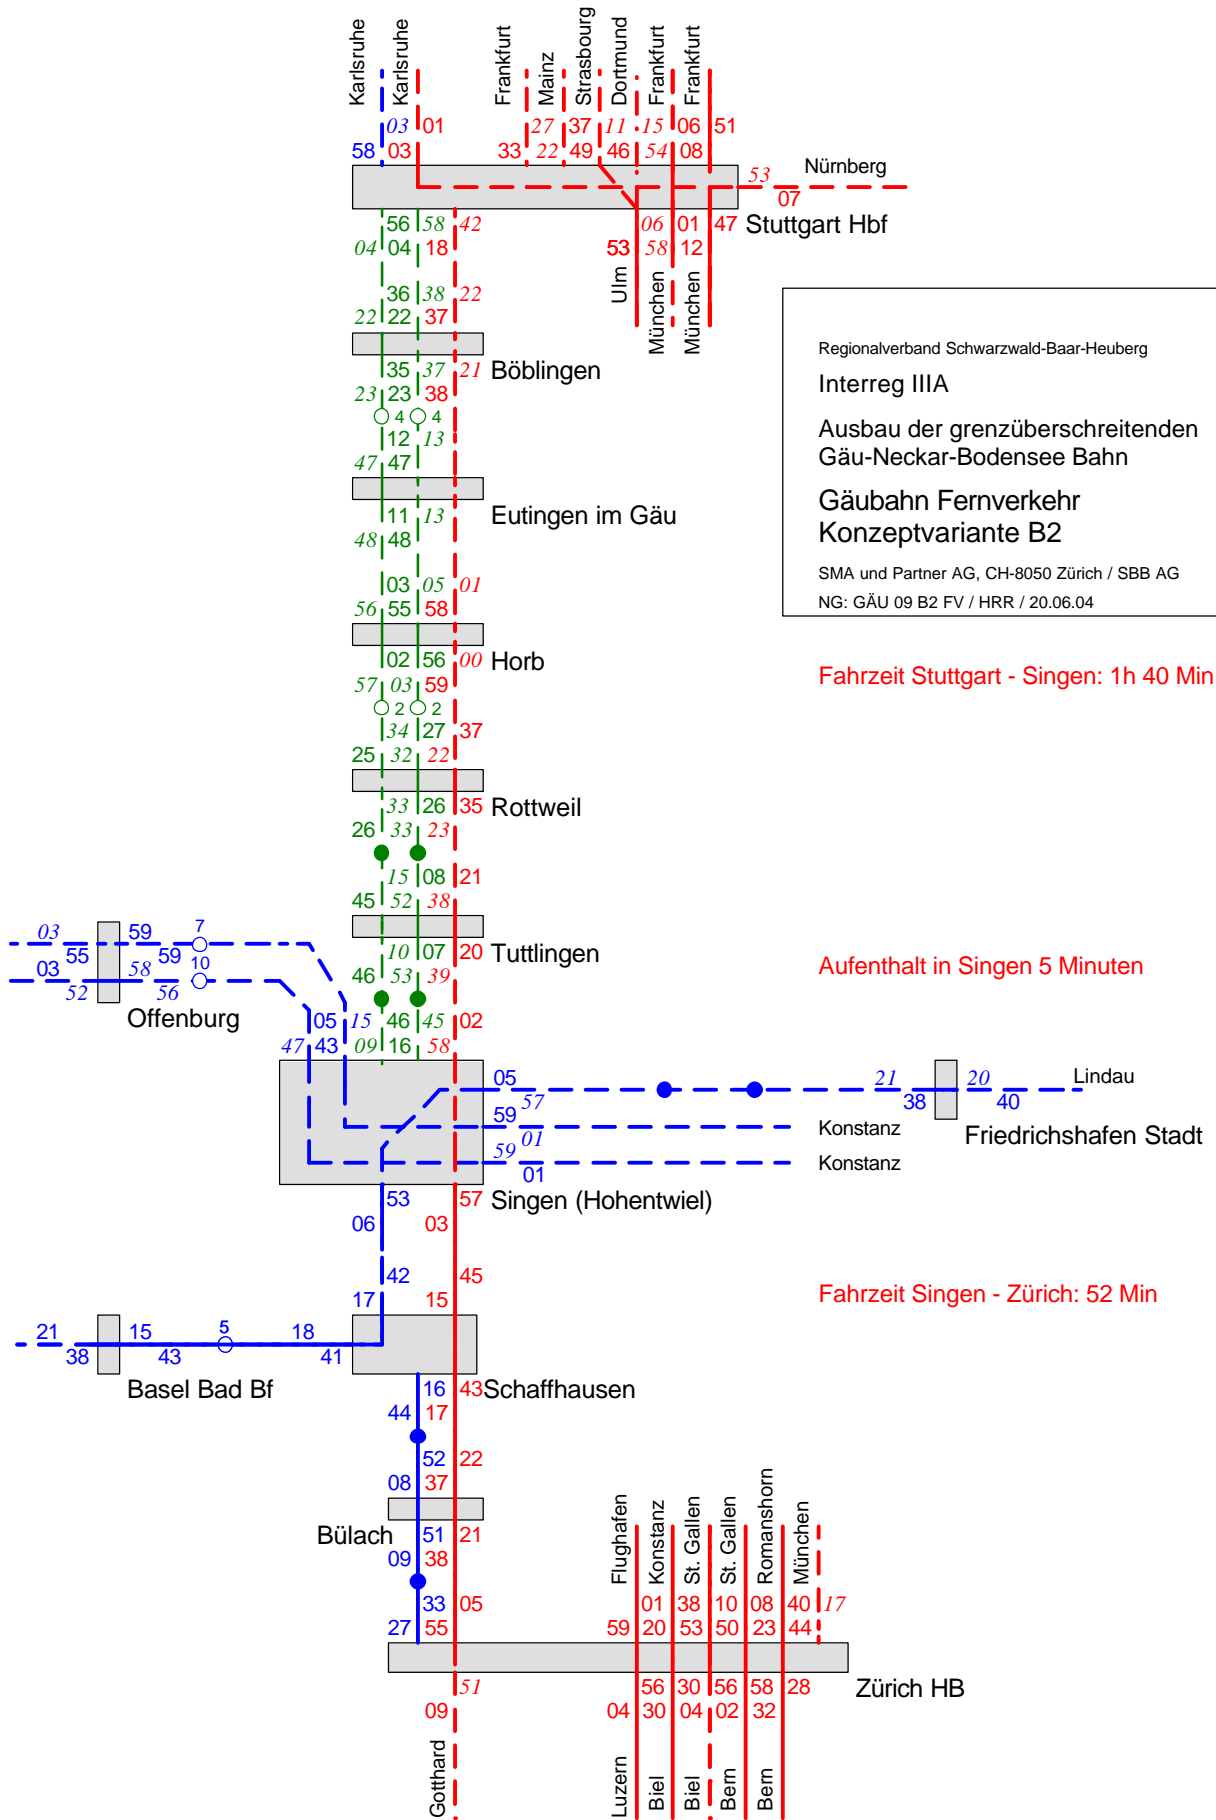 Karlsruhe Karlsruhe Frankfurt Mainz Strasbourg Dortmund Frankfurt Frankfurt
03 01 27 37 11 15 06 51
58 03 33 22 49 46 54 08
53 Nürnberg
07
56 58 42 06 01 47 Stuttgart Hbf
04 04 18 53 58 12
Ulm München München
36 38 22
22 22 37
35 37 21 Böblingen
23 23 38
4 4
12 13
47 47
11 13 Eutingen im Gäu
48 48
03 05 01
56 55 58
02 56 00 Horb
57 03 59
2 2
34 27 37
25 32 22
33 26 35 Rottweil
26 33 23
15 08 21
45 52 38
10 07 20 Tuttlingen
46 53 39
46 45 02
09 16 58
Regionalverband Schwarzwald-Baar-Heuberg
Interreg IIIA
Ausbau der grenzüberschreitenden
Gäu-Neckar-Bodensee Bahn
Gäubahn Fernverkehr
Konzeptvariante B2
SMA und Partner AG, CH-8050 Zürich / SBB AG
NG: GÄU 09 B2 FV / HRR / 20.06.04
Fahrzeit Stuttgart - Singen: 1h 40 Min
Aufenthalt in Singen 5 Minuten
Fahrzeit Singen - Zürich: 52 Min
03 59 7
55 59
03 58 10
52 56
Offenburg
05 15
47 43
05 21 20 Lindau
57 38 40
59 Konstanz Friedrichshafen Stadt
01
59 Konstanz
01
53 57 Singen (Hohentwiel)
06 03
42 45
17 15
21 15 5 18
38 43 41
Basel Bad Bf
16 43 Schaffhausen
44 17
52 22
08 37
Bülach 51 21
09 38
33 05
27 55
Flughafen Konstanz St. Gallen St. Gallen Romanshorn München
01 38 10 08 40 17
59 20 53 50 23 44
51 56 30 56 58 28 Zürich HB
09 04 30 04 02 32
Gotthard Luzern Biel Biel Bern Bern